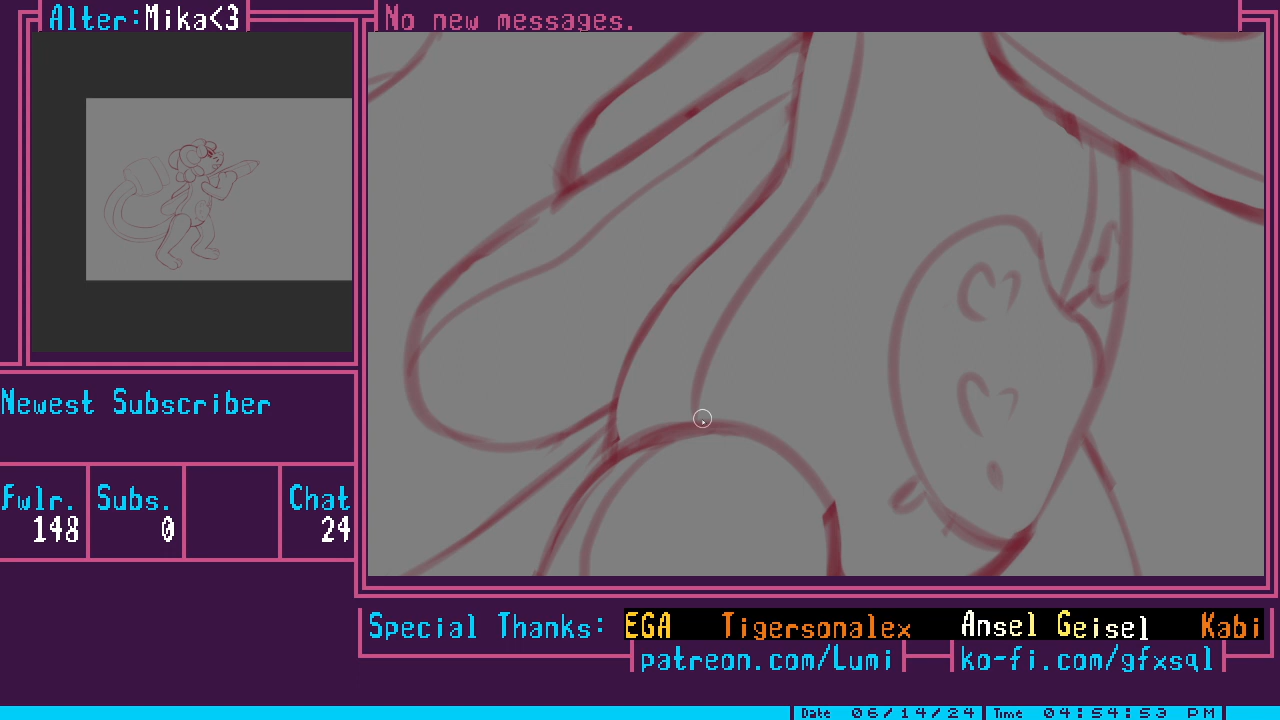 Alter:Mika<3
No new messages.
Newest Subscriber
Fwlr. Subs. Chat
148 0 24
Special Thanks: EGA Tigersonalex Ansel Geisel Kabi
patreon.com/Lumi ko-fi.com/gfxsql
Date 06/14/24 Time 04:54:53 PM